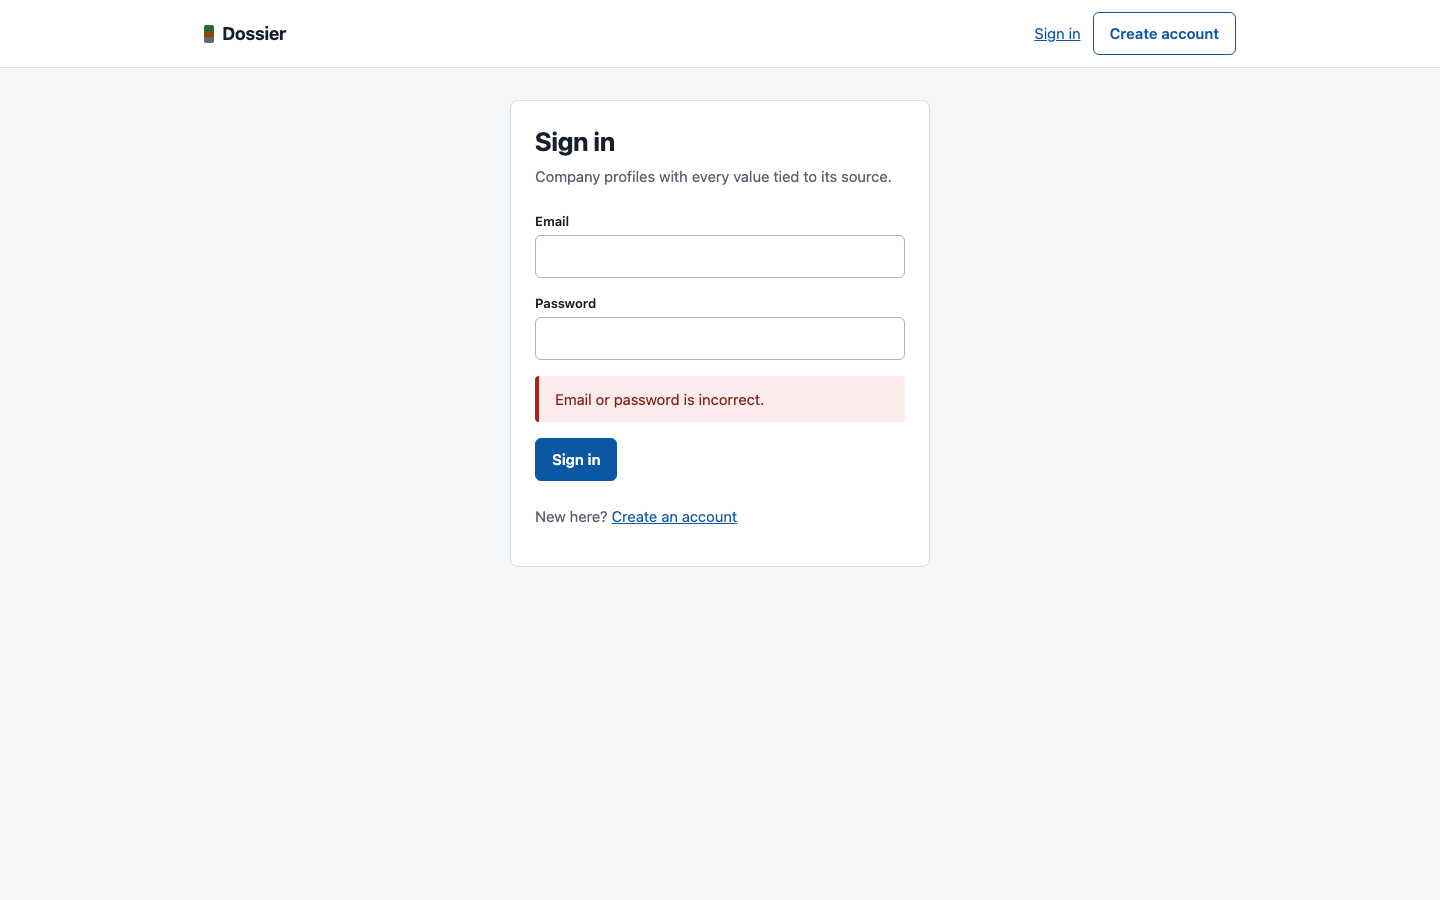 Dossier
Sign in
Create account
Sign in
Company profiles with every value tied to its source.
Email
Password
Email or password is incorrect.
Sign in
New here? Create an account